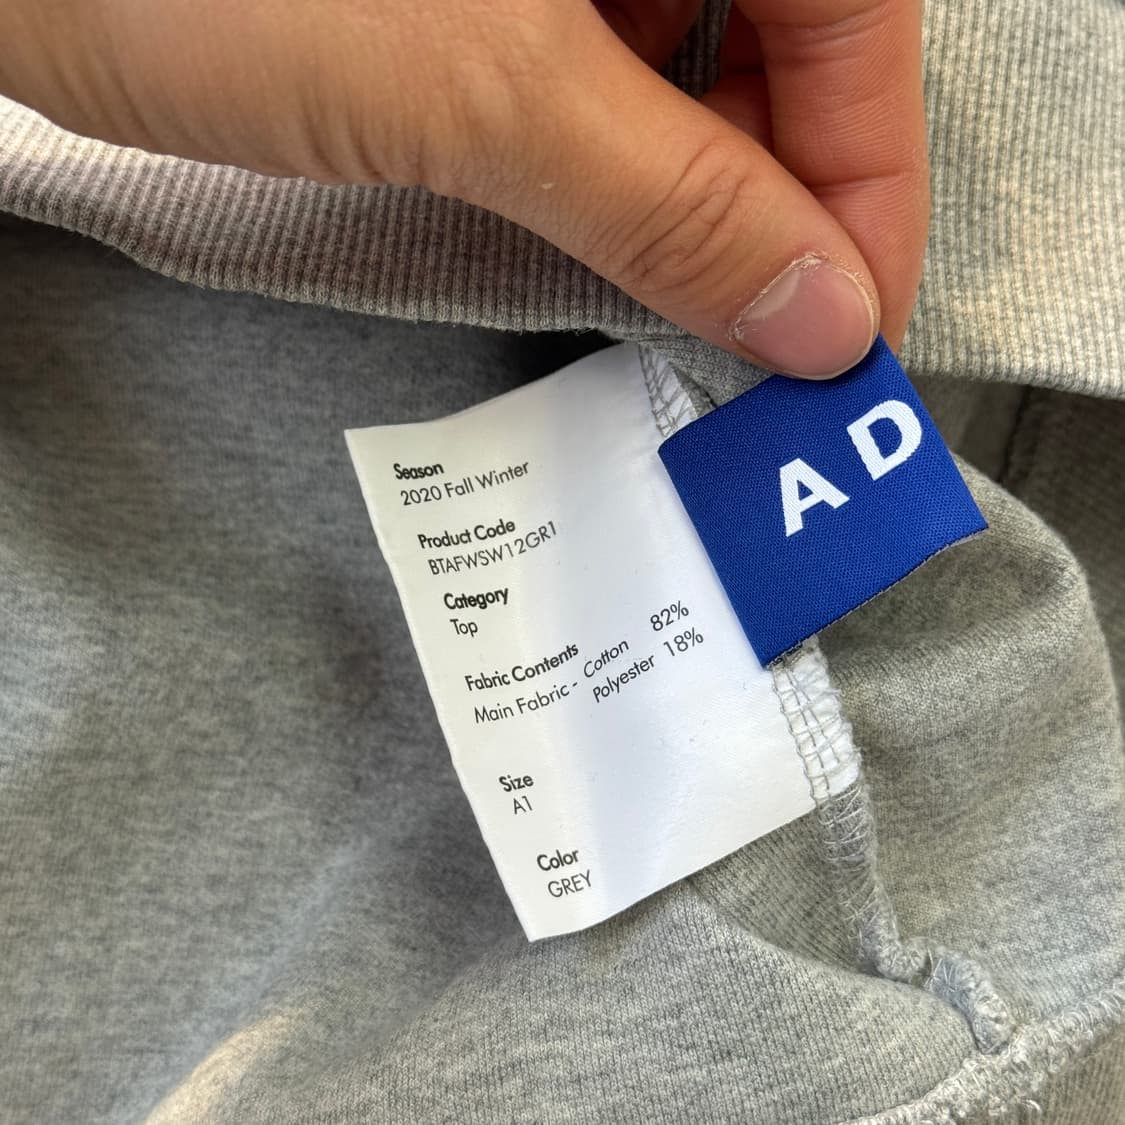 Season
2020 Fall Winter
Product Code
BTAFWSW12GR1
Category
Top
Fabric Contents
Main Fabric - Cotton 82%
Polyester 18%
Size
A1
Color
GREY
A D